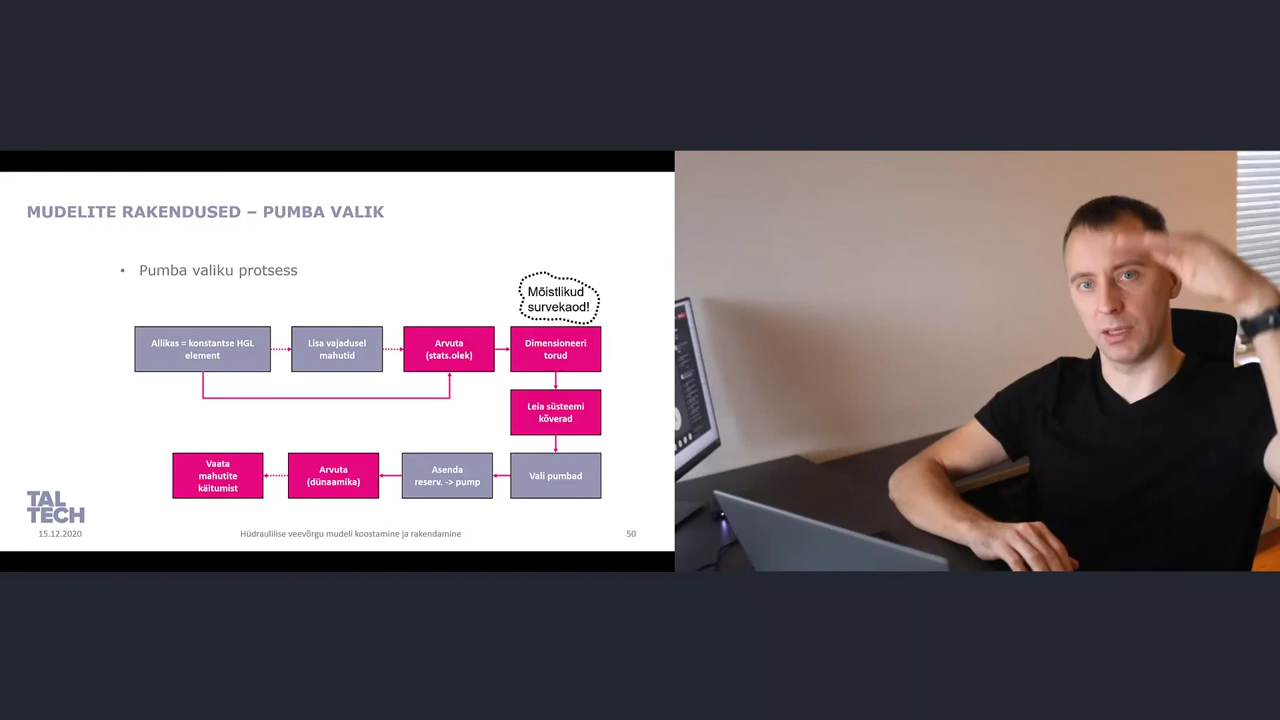 MUDELITE RAKENDUSED – PUMBA VALIK
• Pumba valiku protsess
Mõistlikud
survekaod!
Allikas = konstantse HGL
element
Lisa vajadusel
mahutid
Arvuta
(stats.olek)
Dimensioneeri
torud
Leia süsteemi
kõverad
Vaata
mahutite
käitumist
Arvuta
(dünaamika)
Asenda
reserv. -> pump
Vali pumbad
TAL
TECH
15.12.2020
Hüdraulilise veevõrgu mudeli koostamine ja rakendamine
50